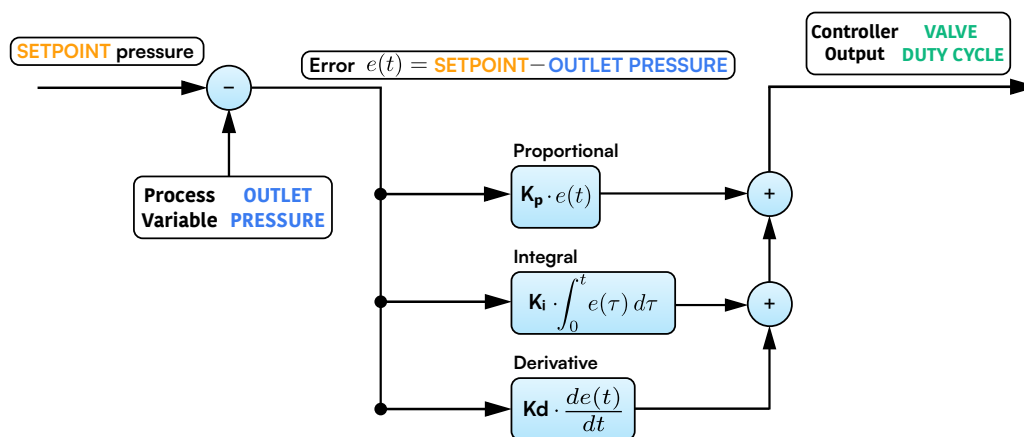 SETPOINT pressure
Error e(t) = SETPOINT−OUTLET PRESSURE
Controller Output
VALVE DUTY CYCLE
−
Process Variable
OUTLET PRESSURE
Proportional
Kp · e(t)
+
Integral
Ki · ∫₀ᵗ e(τ) dτ
+
Derivative
Kd · de(t)/dt